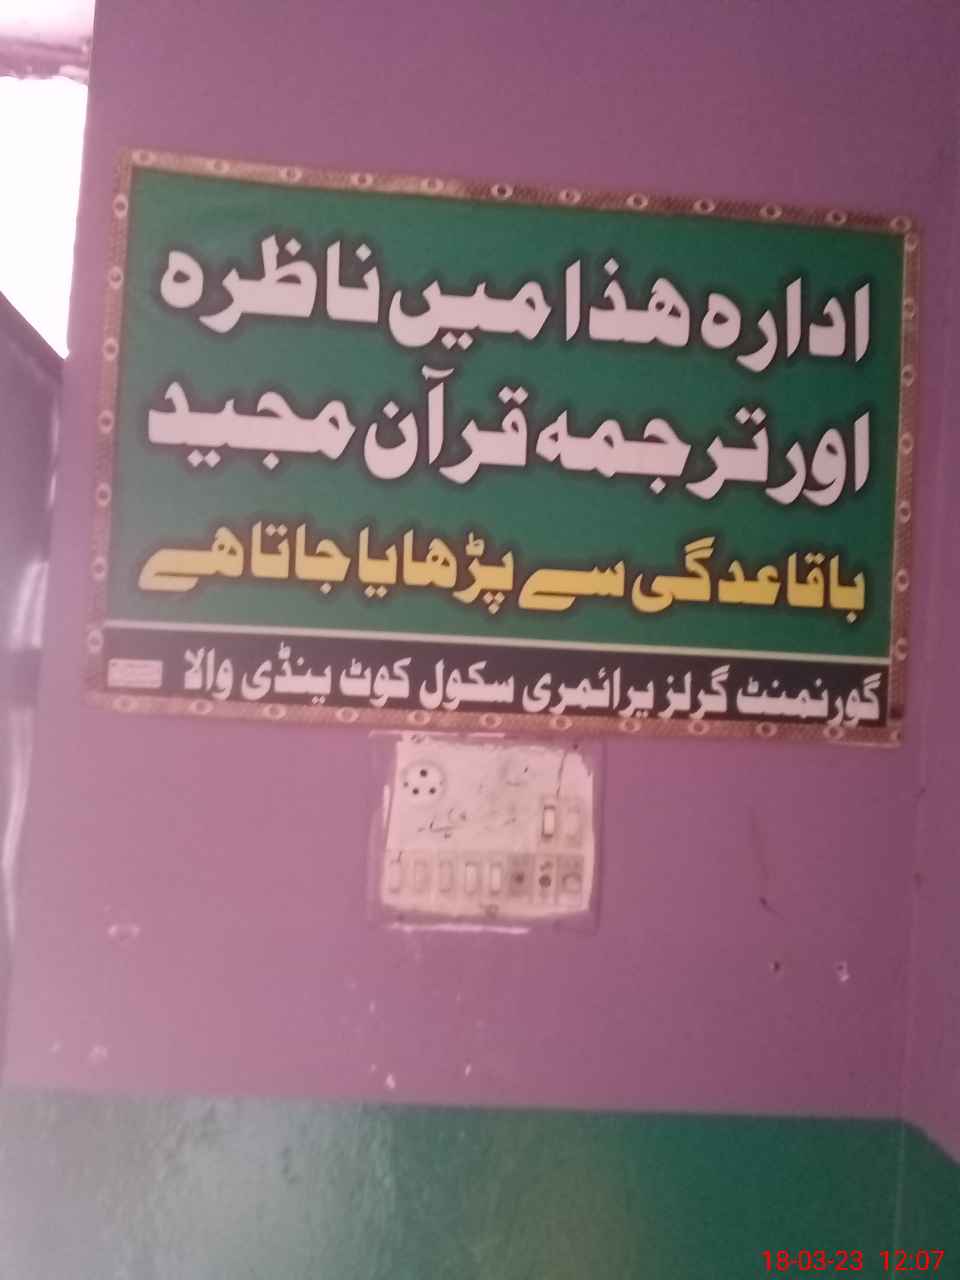 ادارہ ھذا میں ناظرہ
اور ترجمہ قرآن مجید
باقاعدگی سے پڑھایا جاتا ھے
گورنمنٹ گرلز پرائمری سکول کوٹ پنڈی والا
18-03-23 12:07